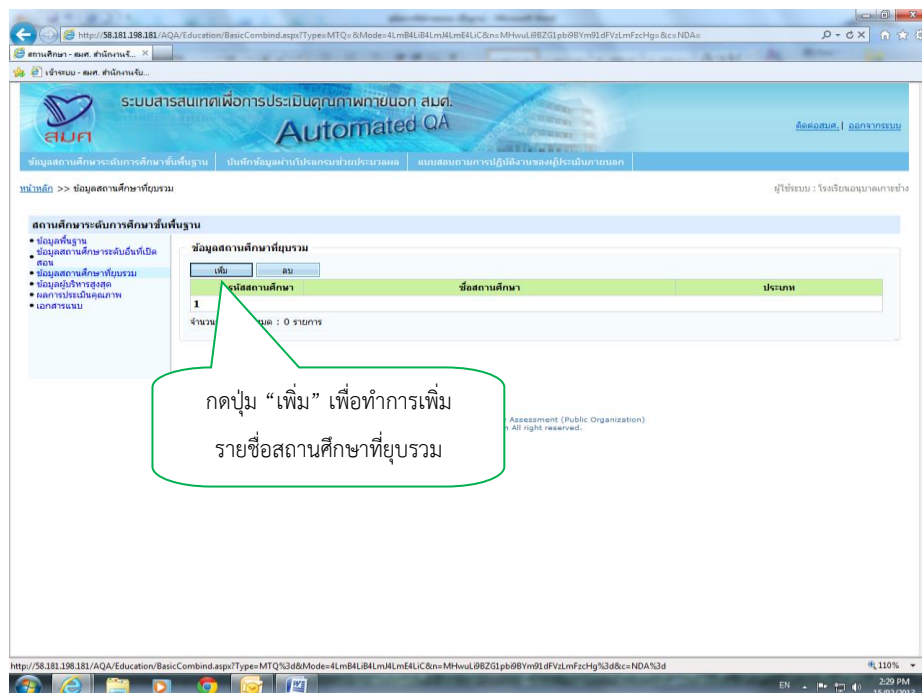 http://58.181.198.181/AQA/Education/BasicCombind.aspx?Type=MTQ=&Mode=4LmB4LiB4LmJ4LmE4LiC&n=MHwuLi9BZG1pbi9BYm91dFVzLmFzcHg=&c=NDA=
สถานศึกษา - สมศ. สำนักงานรั...
เข้าระบบ - สมศ. สำนักงานรับ...
ระบบสารสนเทศเพื่อการประเมินคุณภาพภายนอก สมศ.
Automated QA
สมศ
ติดต่อสมศ. | ออกจากระบบ
ข้อมูลสถานศึกษาระดับการศึกษาขั้นพื้นฐาน บันทึกข้อมูลผ่านโปรแกรมช่วยประมวลผล แบบสอบถามการปฏิบัติงานของผู้ประเมินภายนอก
หน้าหลัก >> ข้อมูลสถานศึกษาที่ยุบรวม ผู้ใช้ระบบ : โรงเรียนอนุบาลเกาะช้าง
สถานศึกษาระดับการศึกษาขั้นพื้นฐาน
ข้อมูลพื้นฐาน
ข้อมูลสถานศึกษาระดับอื่นที่เปิด
สอน
ข้อมูลสถานศึกษาที่ยุบรวม
ข้อมูลผู้บริหารสูงสุด
ผลการประเมินคุณภาพ
เอกสารแนบ
ข้อมูลสถานศึกษาที่ยุบรวม
เพิ่ม ลบ
รหัสสถานศึกษา ชื่อสถานศึกษา ประเภท
1
: 0 รายการ
กดปุ่ม “เพิ่ม” เพื่อทำการเพิ่ม
รายชื่อสถานศึกษาที่ยุบรวม
Assessment (Public Organization)
All right reserved.
http://58.181.198.181/AQA/Education/BasicCombind.aspx?Type=MTQ%3d&Mode=4LmB4LiB4LmJ4LmE4LiC&n=MHwuLi9BZG1pbi9BYm91dFVzLmFzcHg%3d&c=NDA%3d
110%
EN 2:29 PM